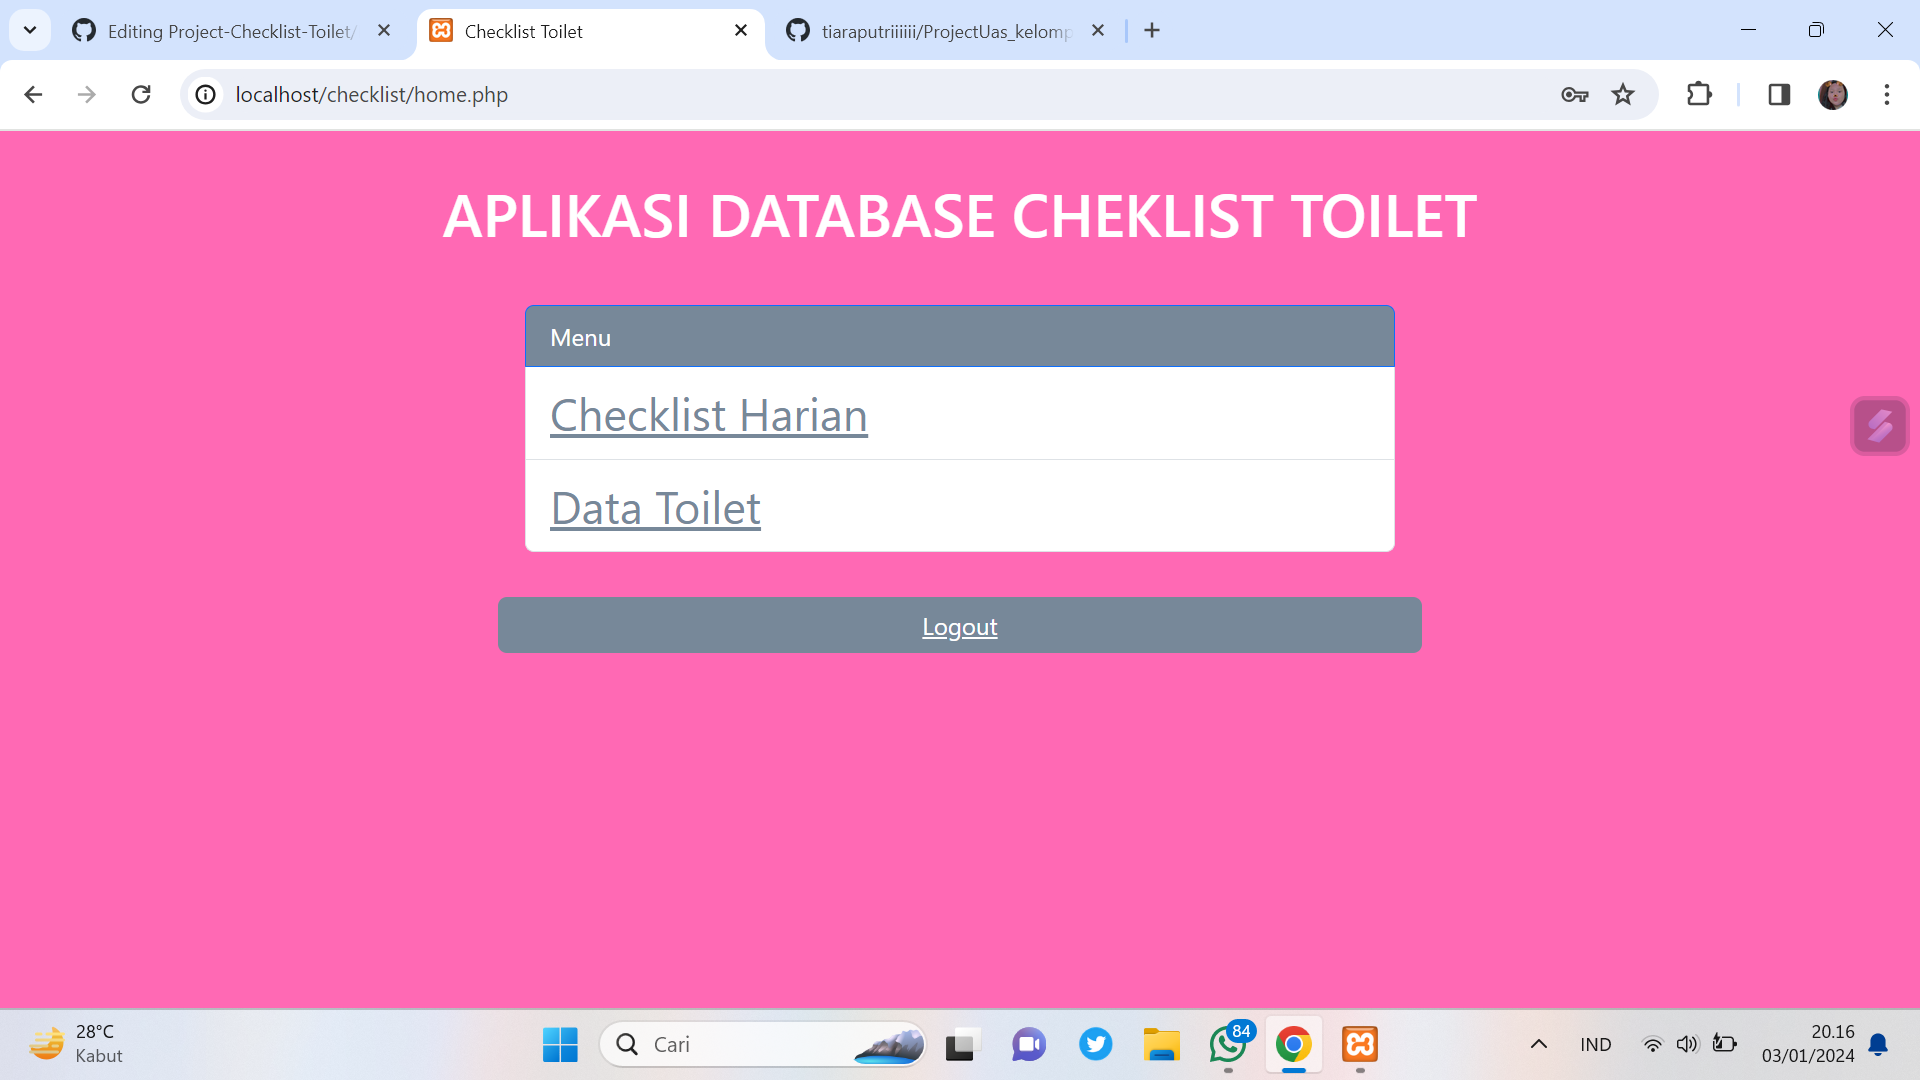 Editing Project-Checklist-Toilet/
Checklist Toilet
tiaraputriiiiii/ProjectUas_kelomp
localhost/checklist/home.php
APLIKASI DATABASE CHEKLIST TOILET
Menu
Checklist Harian
Data Toilet
Logout
28°C
Kabut
Cari
84
IND
20.16
03/01/2024